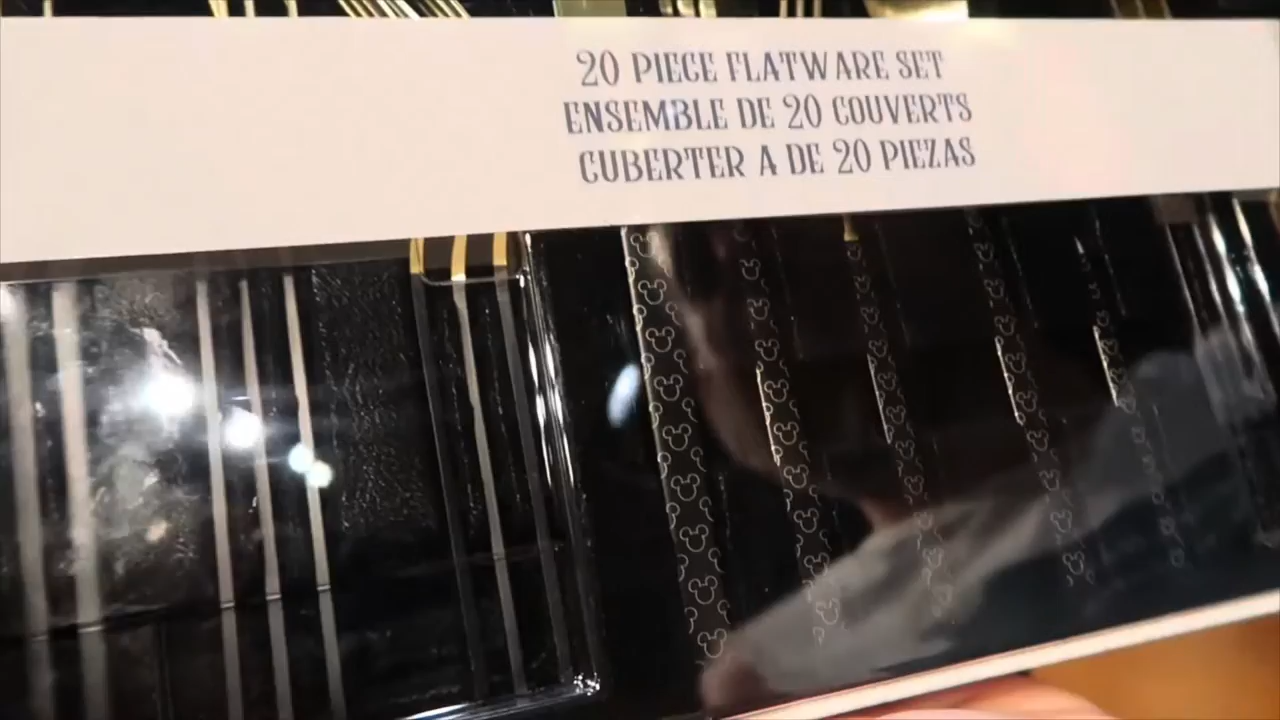 20 PIECE FLATWARE SET
ENSEMBLE DE 20 COUVERTS
CUBERTER A DE 20 PIEZAS